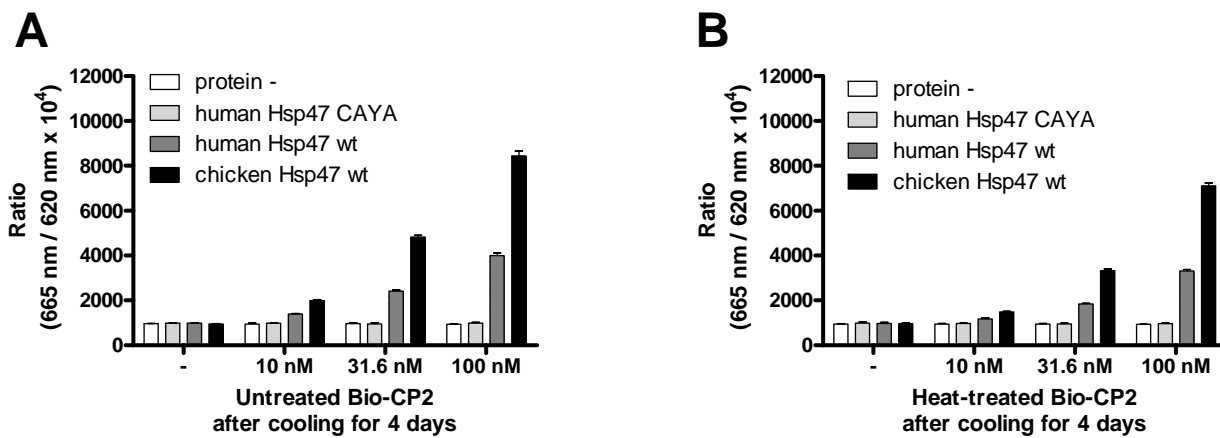 A
Ratio
(665 nm / 620 nm x 10⁴)
12000
10000
8000
6000
4000
2000
0
protein -
human Hsp47 CAYA
human Hsp47 wt
chicken Hsp47 wt
- 10 nM 31.6 nM 100 nM
Untreated Bio-CP2
after cooling for 4 days
B
Ratio
(665 nm / 620 nm x 10⁴)
12000
10000
8000
6000
4000
2000
0
protein -
human Hsp47 CAYA
human Hsp47 wt
chicken Hsp47 wt
- 10 nM 31.6 nM 100 nM
Heat-treated Bio-CP2
after cooling for 4 days